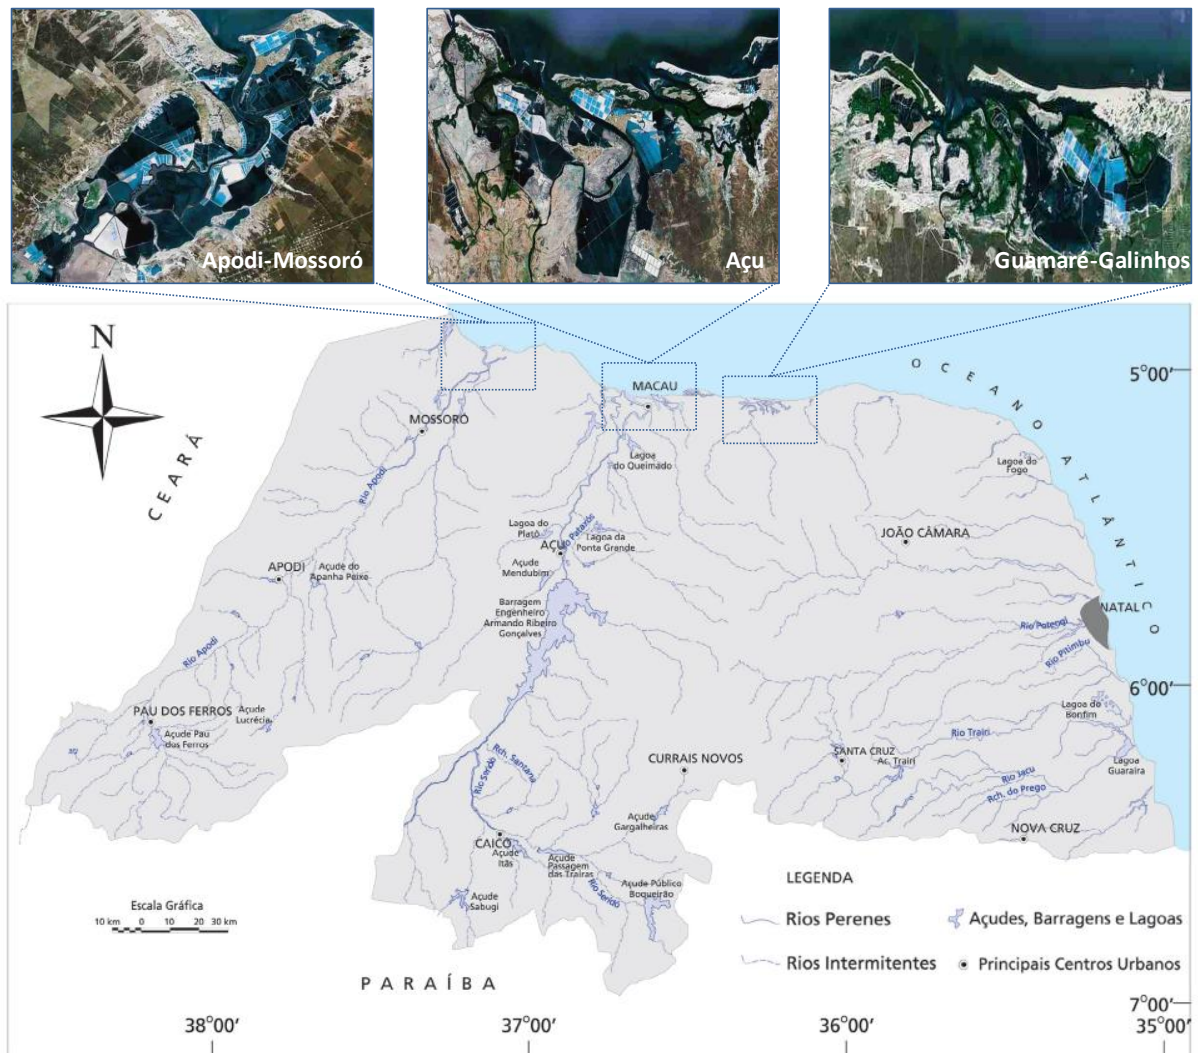 Apodi-Mossoró
Açu
Guamaré-Galinhos
N
CEARÁ
OCEANO ATLÂNTICO
5°00'
MACAU
MOSSORÓ
Lagoa
do Queimado
Lagoa do
Fogo
Rio Apodi
Lagoa do
Piatô
Rio Pataxós
Lagoa da
Ponta Grande
JOÃO CÂMARA
AÇU
APODI
Açude do
Apanha Peixe
Açude
Mendubim
Barragem
Engenheiro
Armando Ribeiro
Gonçalves
NATAL
Rio Potengi
Rio Pitimbu
Rio Apodi
6°00'
PAU DOS FERROS
Açude
Lucrécia
Açude Pau
dos Ferros
Lagoa do
Bonfim
Rio Trairi
Rch. Santana
Rio Seridó
CURRAIS NOVOS
SANTA CRUZ
Aç. Trairi
Lagoa
Guaraira
Rio Jacu
Rch. do Prego
Açude
Gargalheiras
NOVA CRUZ
CAICÓ
Açude
Itãs
Açude
Passagem
das Trairas
Rio Seridó
Açude Público
Boqueirão
Açude
Sabugi
LEGENDA
Rios Perenes
Açudes, Barragens e Lagoas
Rios Intermitentes
Principais Centros Urbanos
Escala Gráfica
10 km 0 10 20 30 km
PARAÍBA
7°00'
38°00'
37°00'
36°00'
35°00'